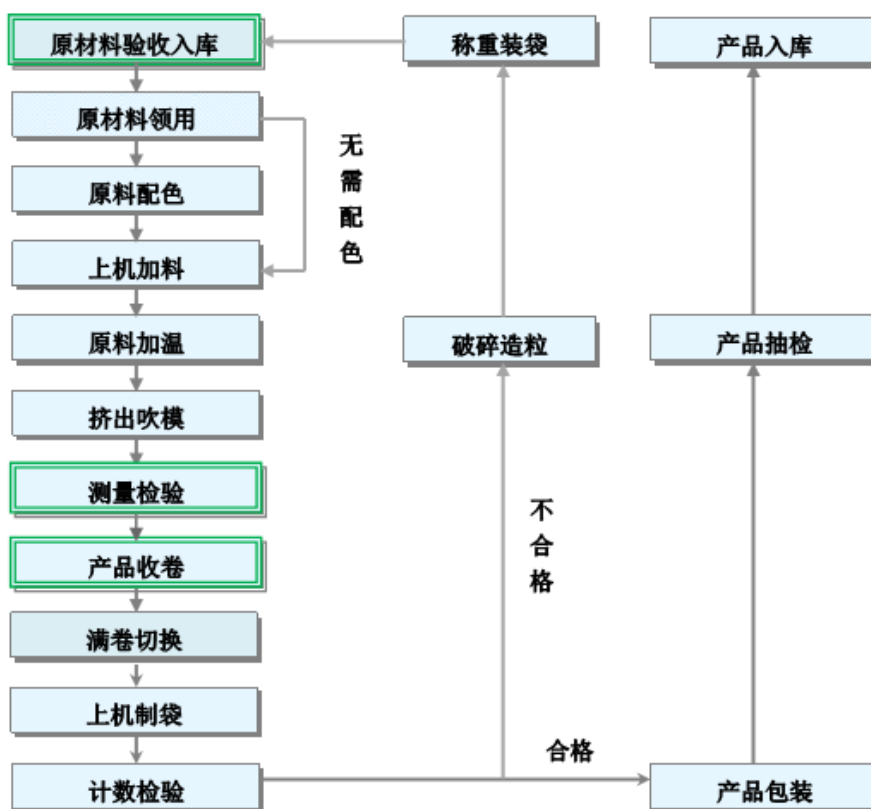 原材料验收入库
称重装袋
产品入库
原材料领用
无需配色
原料配色
上机加料
原料加温
破碎造粒
产品抽检
挤出吹模
测量检验
不合格
产品收卷
满卷切换
上机制袋
合格
计数检验
产品包装